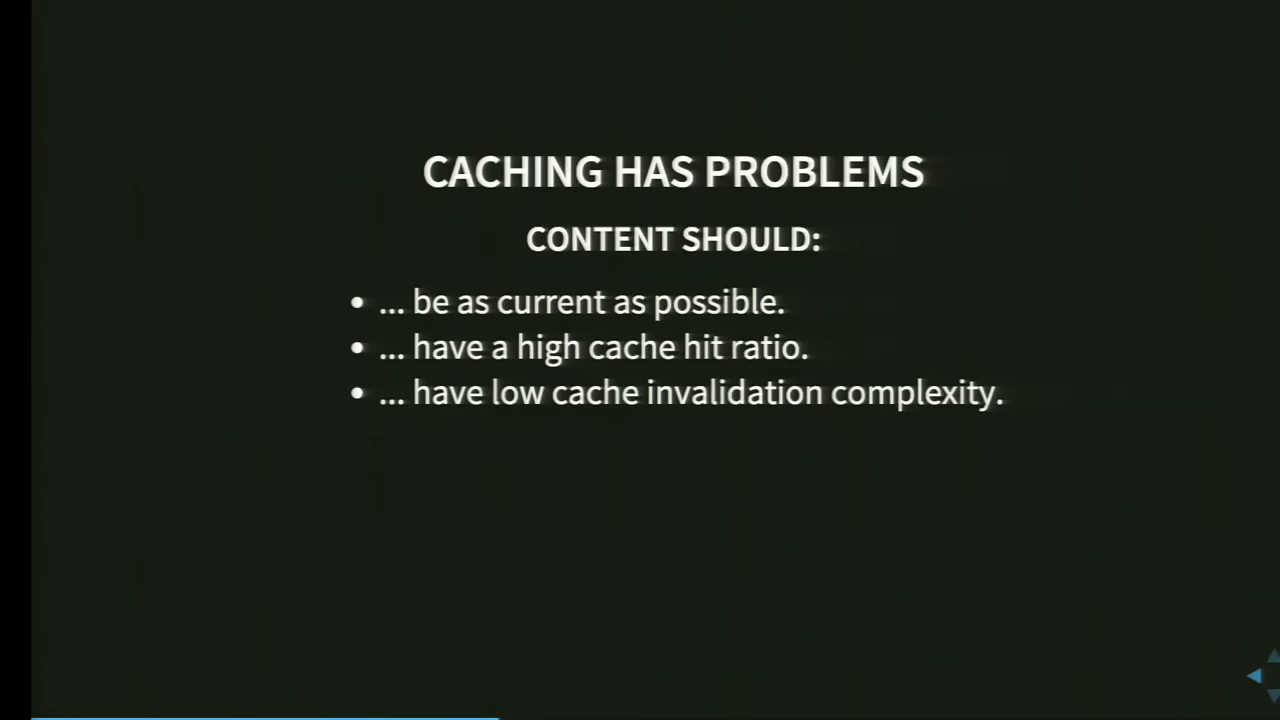 CACHING HAS PROBLEMS
CONTENT SHOULD:
• ... be as current as possible.
• ... have a high cache hit ratio.
• ... have low cache invalidation complexity.